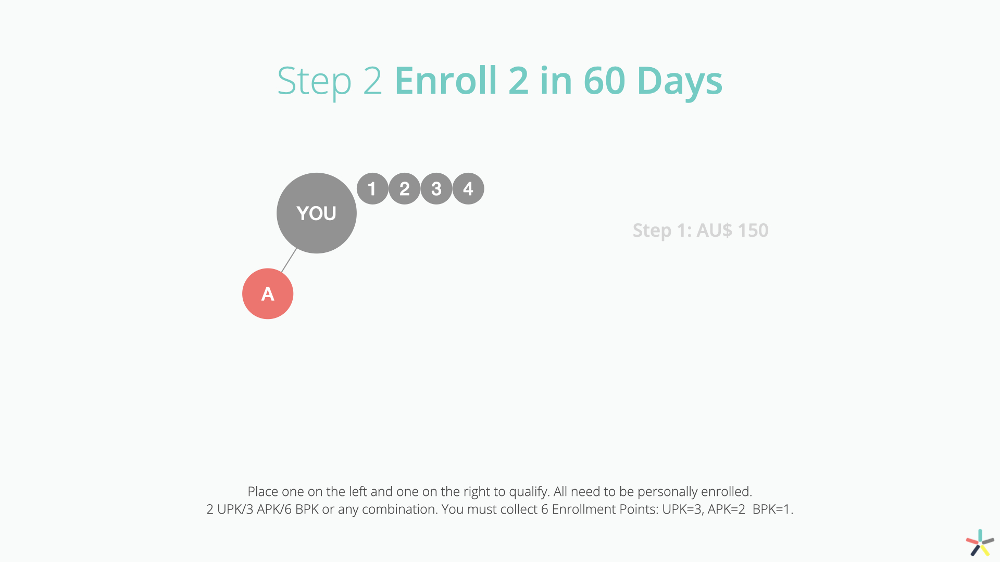 Step 2 Enroll 2 in 60 Days
YOU
1 2 3 4
Step 1: AU$ 150
A
Place one on the left and one on the right to qualify. All need to be personally enrolled.
2 UPK/3 APK/6 BPK or any combination. You must collect 6 Enrollment Points: UPK=3, APK=2  BPK=1.